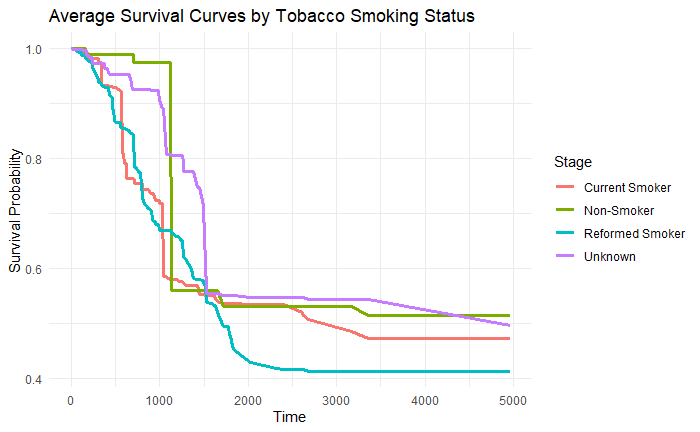 Average Survival Curves by Tobacco Smoking Status
1.0
0.8
0.6
0.4
Survival Probability
0 1000 2000 3000 4000 5000
Time
Stage
Current Smoker
Non-Smoker
Reformed Smoker
Unknown